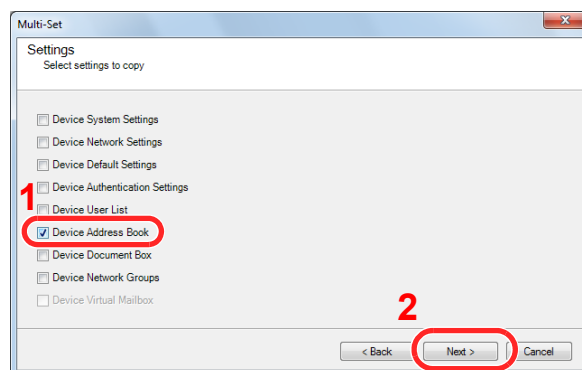 Multi-Set
Settings
Select settings to copy
Device System Settings
Device Network Settings
Device Default Settings
Device Authentication Settings
1
Device User List
Device Address Book
Device Document Box
Device Network Groups
Device Virtual Mailbox
2
< Back
Next >
Cancel